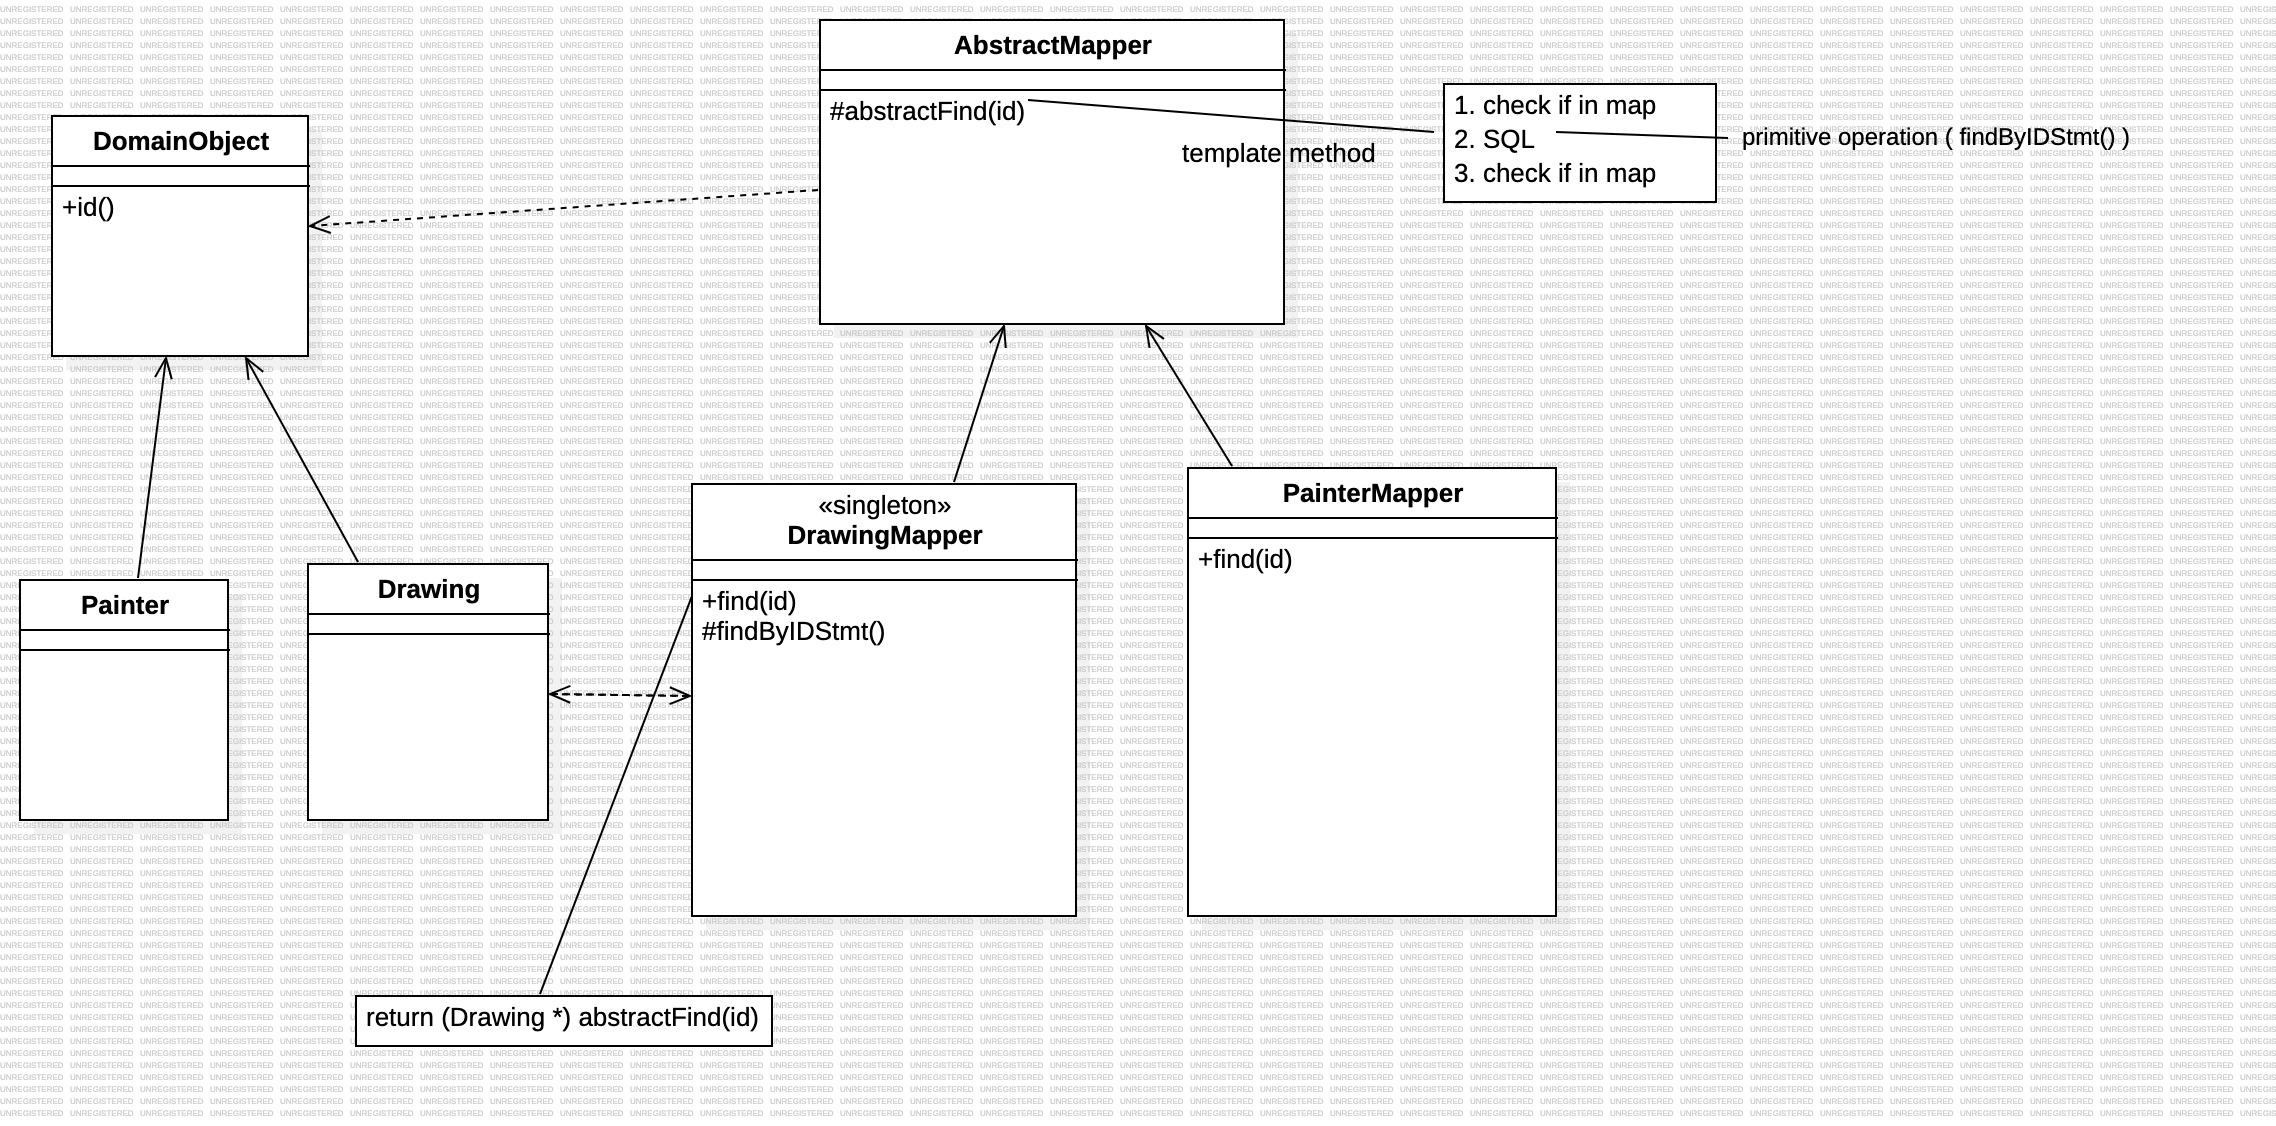 AbstractMapper
#abstractFind(id)
template method
1. check if in map
2. SQL
3. check if in map
primitive operation ( findByIDStmt() )
DomainObject
+id()
«singleton»
DrawingMapper
+find(id)
#findByIDStmt()
PainterMapper
+find(id)
Painter
Drawing
return (Drawing *) abstractFind(id)
UNREGISTERED